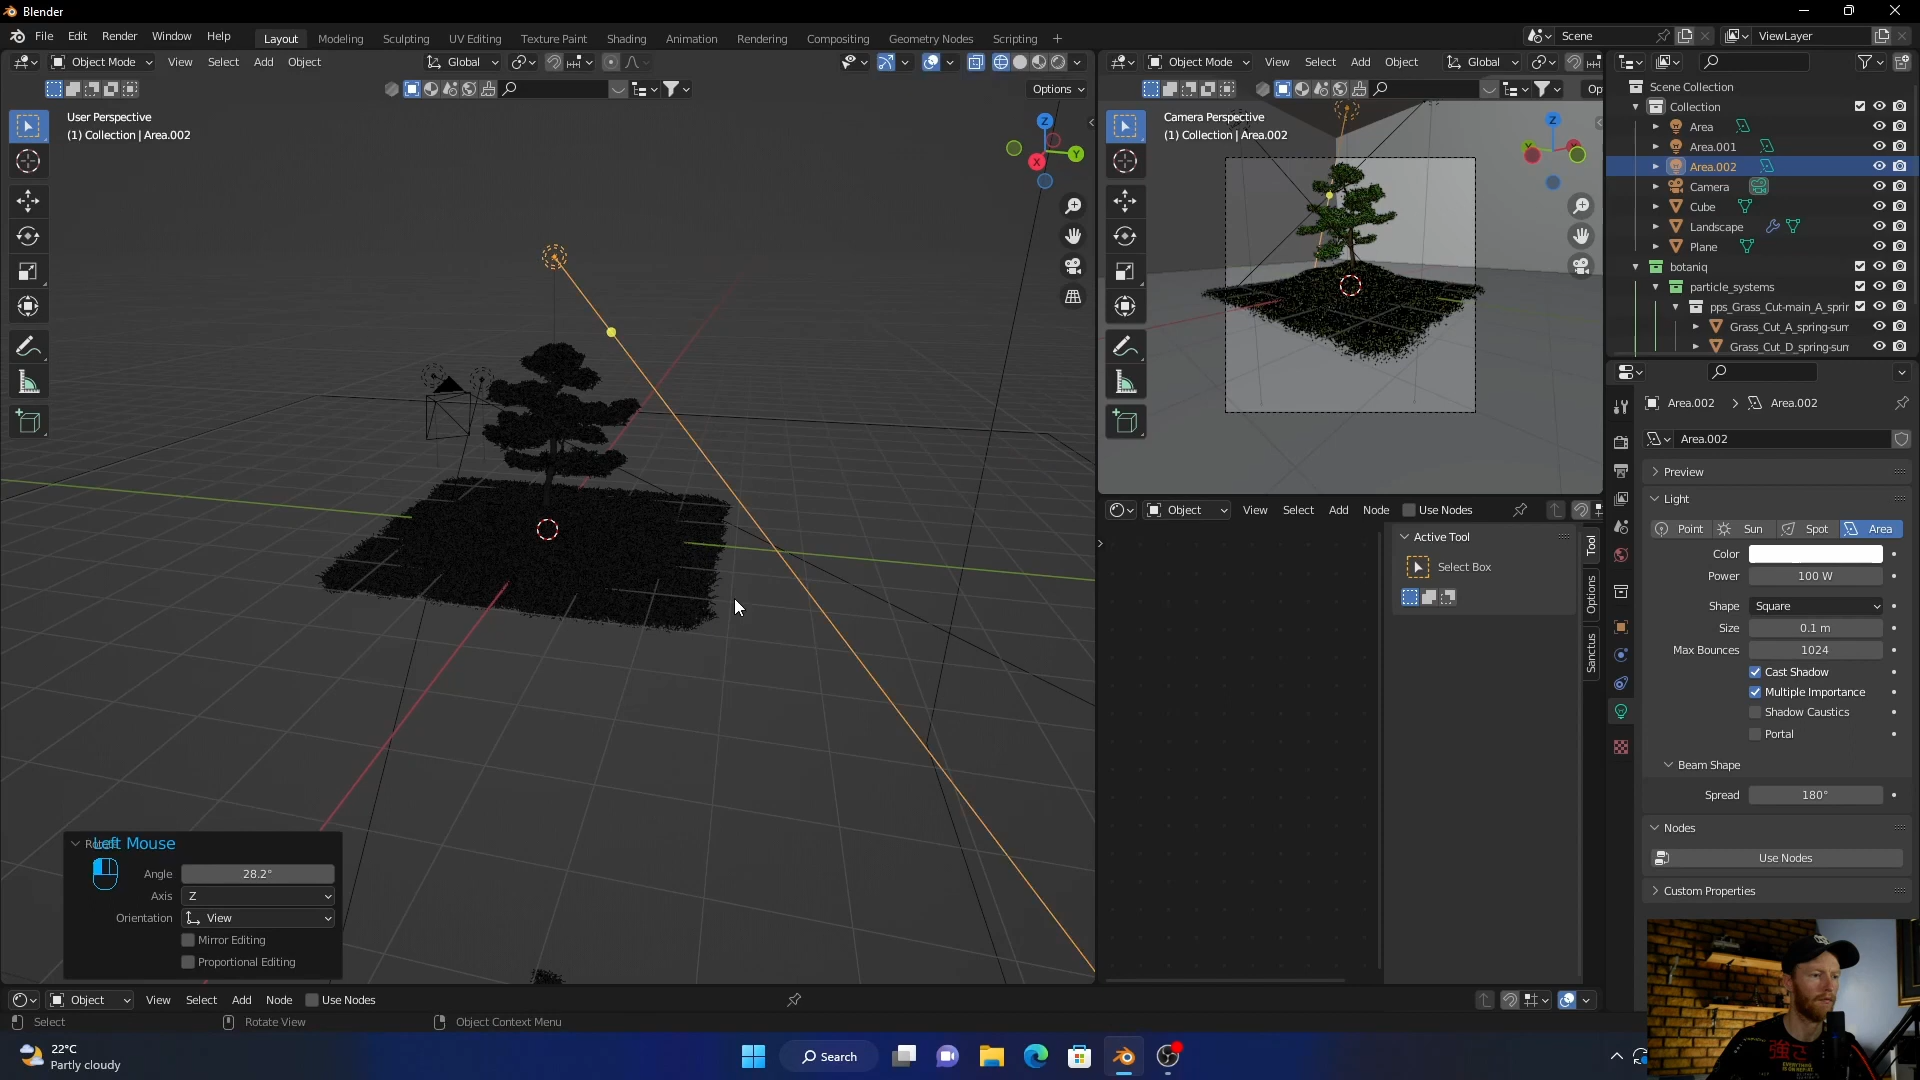 Blender
File Edit Render Window Help Layout Modeling Sculpting UV Editing Texture Paint Shading Animation Rendering Compositing Geometry Nodes Scripting + Scene ViewLayer
Object Mode View Select Add Object Global
Options
User Perspective
(1) Collection | Area.002
Z
X
Y
Rotate
Left Mouse
Angle 28.2°
Axis Z
Orientation View
Mirror Editing
Proportional Editing
Object View Select Add Node Use Nodes
Select Rotate View Object Context Menu
Object Mode View Select Add Object Global
Op
Camera Perspective
(1) Collection | Area.002
Z
Object View Select Add Node Use Nodes
Active Tool
Select Box
Tool
Options
Sanctus
Scene Collection
Collection
Area
Area.001
Area.002
Camera
Cube
Landscape
Plane
botaniq
particle_systems
pps_Grass_Cut-main_A_sprir
Grass_Cut_A_spring-sum
Grass_Cut_D_spring-sum
Area.002 > Area.002
Area.002
Preview
Light
Point Sun Spot Area
Color
Power 100 W
Shape Square
Size 0.1 m
Max Bounces 1024
Cast Shadow
Multiple Importance
Shadow Caustics
Portal
Beam Shape
Spread 180°
Nodes
Use Nodes
Custom Properties
22°C
Partly cloudy
Search